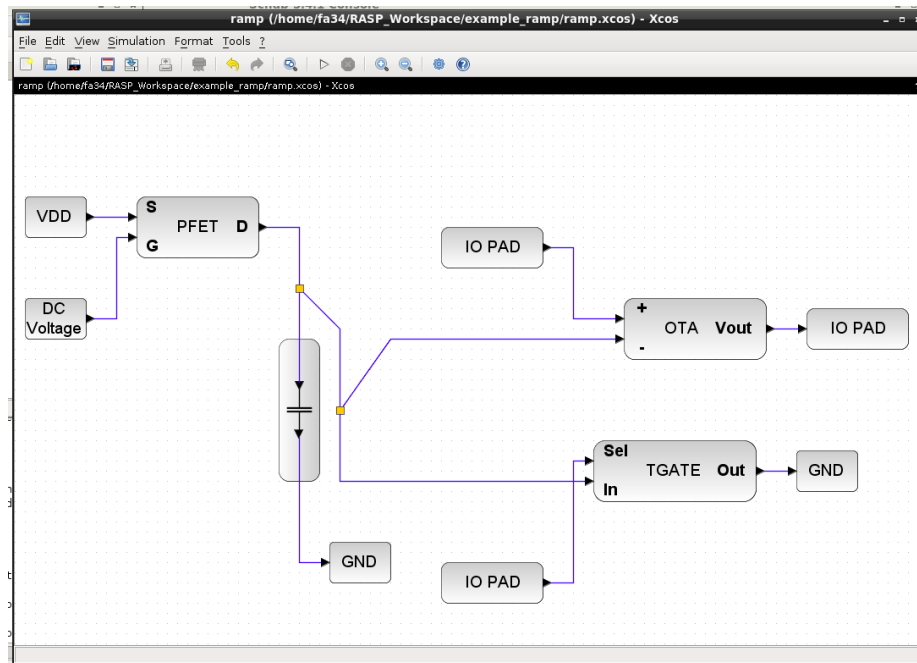 ramp (/home/fa34/RASP_Workspace/example_ramp/ramp.xcos) - Xcos
File Edit View Simulation Format Tools ?
ramp (/home/fa34/RASP_Workspace/example_ramp/ramp.xcos) - Xcos
VDD
S
G
PFET
D
DC
Voltage
IO PAD
+
-
OTA
Vout
IO PAD
Sel
In
TGATE
Out
GND
GND
IO PAD